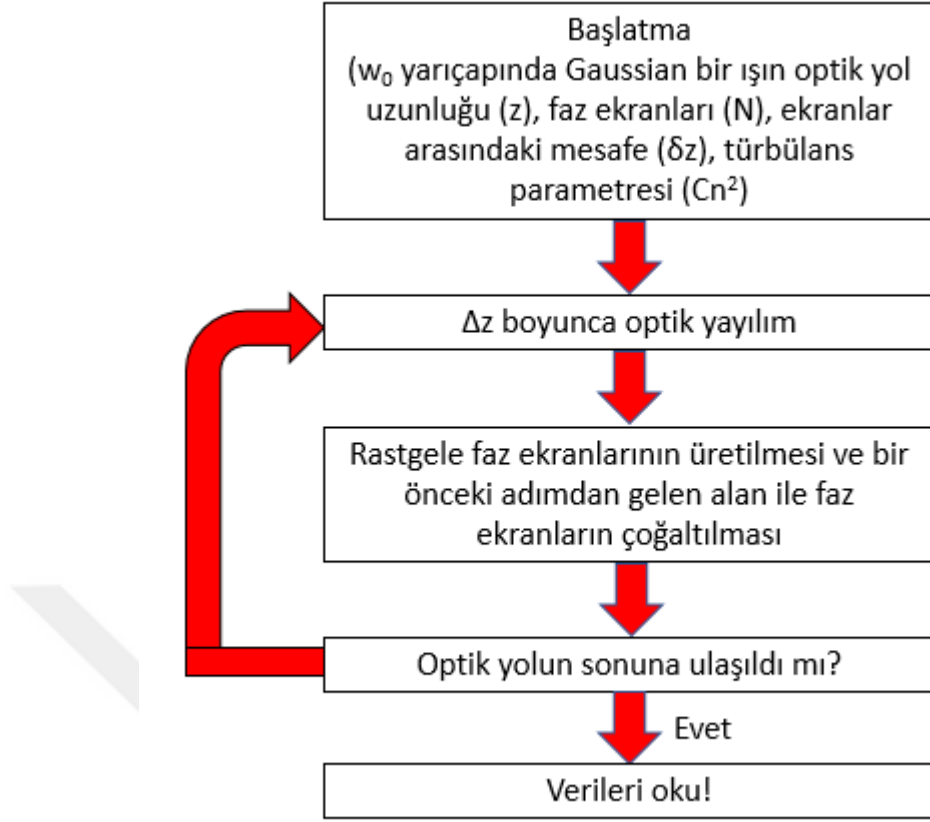 Başlatma
(w₀ yarıçapında Gaussian bir ışın optik yol
uzunluğu (z), faz ekranları (N), ekranlar
arasındaki mesafe (δz), türbülans
parametresi (Cn²)
Δz boyunca optik yayılım
Rastgele faz ekranlarının üretilmesi ve bir
önceki adımdan gelen alan ile faz
ekranların çoğaltılması
Optik yolun sonuna ulaşıldı mı?
Evet
Verileri oku!